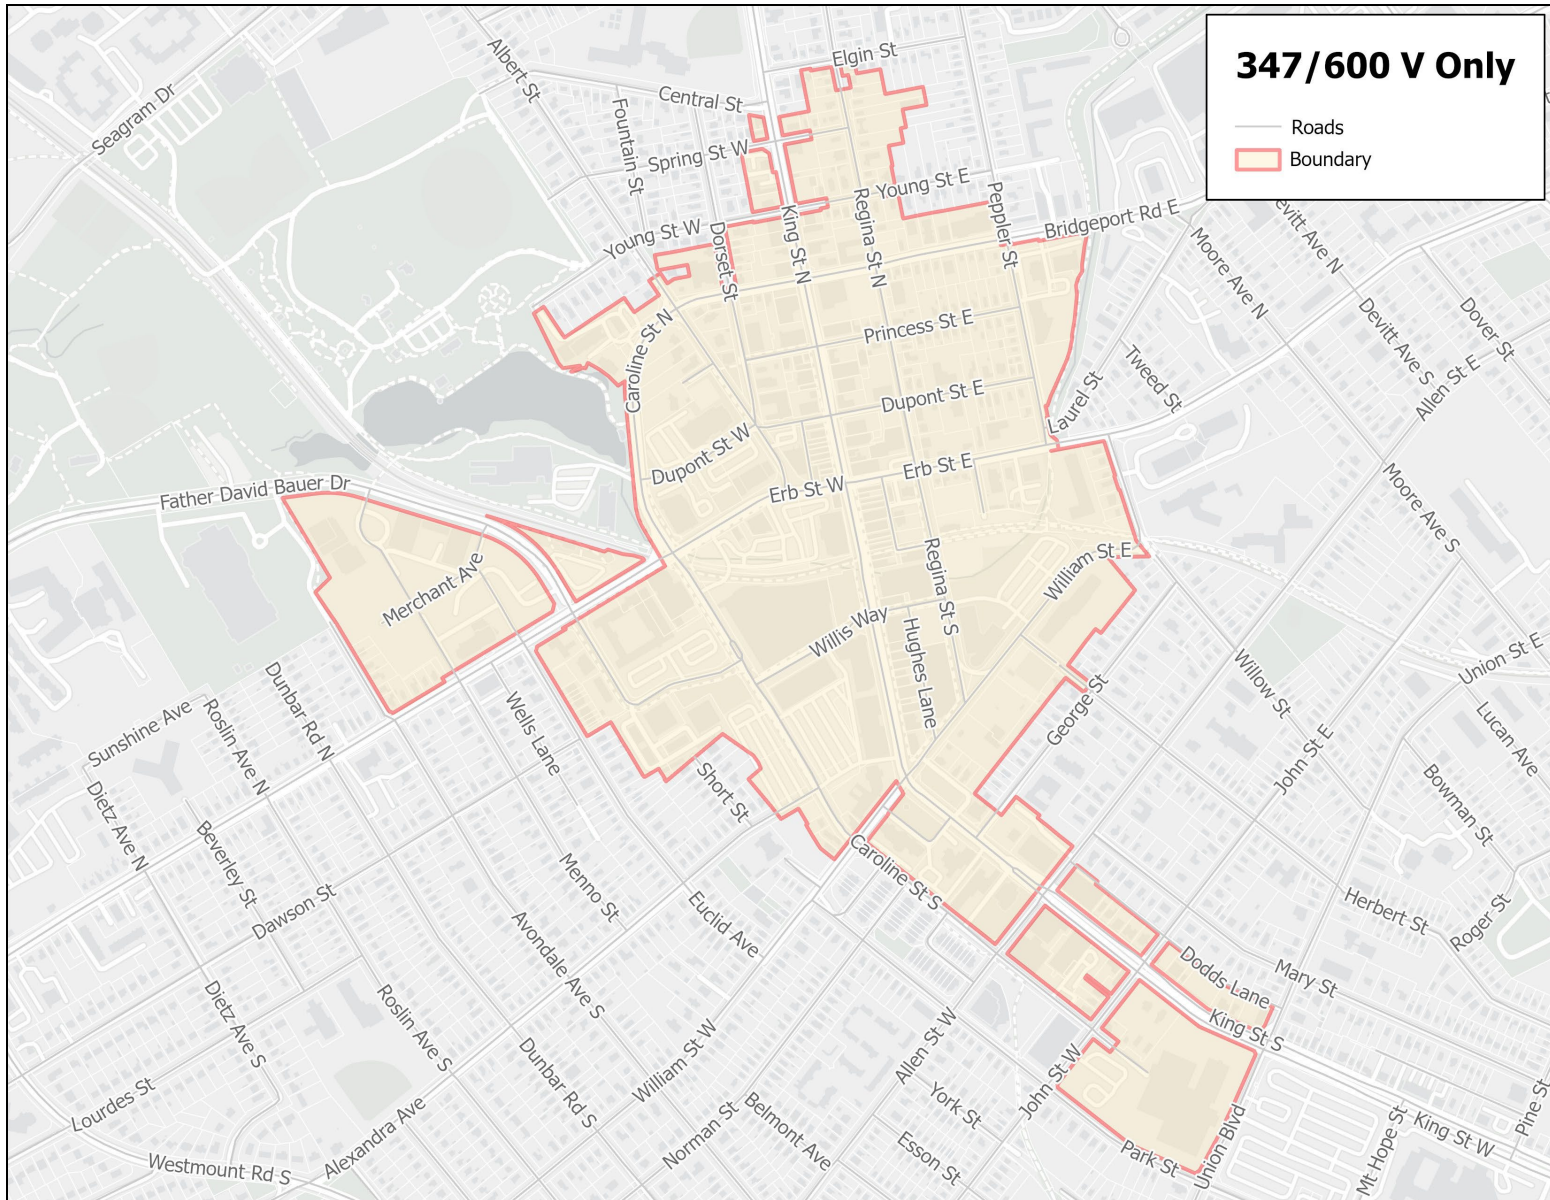 347/600 V Only
Roads
Boundary
Elgin St
Albert St
Central St
Seagram Dr
Fountain St
Spring St W
Young St E
Peppler St
Regina St N
King St N
Bridgeport Rd E
Young St W
Dorset St
Moore Ave N
Devitt Ave S
Dover St
Caroline St N
Princess St E
Tweed St
Allen St E
Dupont St E
Laurel St
Dupont St W
Erb St E
Erb St W
Father David Bauer Dr
Moore Ave S
Regina St S
William St E
Merchant Ave
Willis Way
Hughes Lane
Willow St
Union St E
Dunbar Rd N
George St
Lucan Ave
Sunshine Ave
Roslin Ave N
Wells Lane
John St E
Short St
Bowman St
Dietz Ave N
Beverley St
Caroline St S
Menno St
Euclid Ave
Herbert St
Roger St
Dawson St
Avondale Ave S
Dodds Lane
Mary St
Dietz Ave S
Roslin Ave S
King St S
William St W
Allen St W
Dunbar Rd S
John St W
York St
Lourdes St
Belmont Ave
Alexandra Ave
Norman St
Esson St
Park St
Union Blvd
Mt Hope St
King St W
Pine St
Westmount Rd S